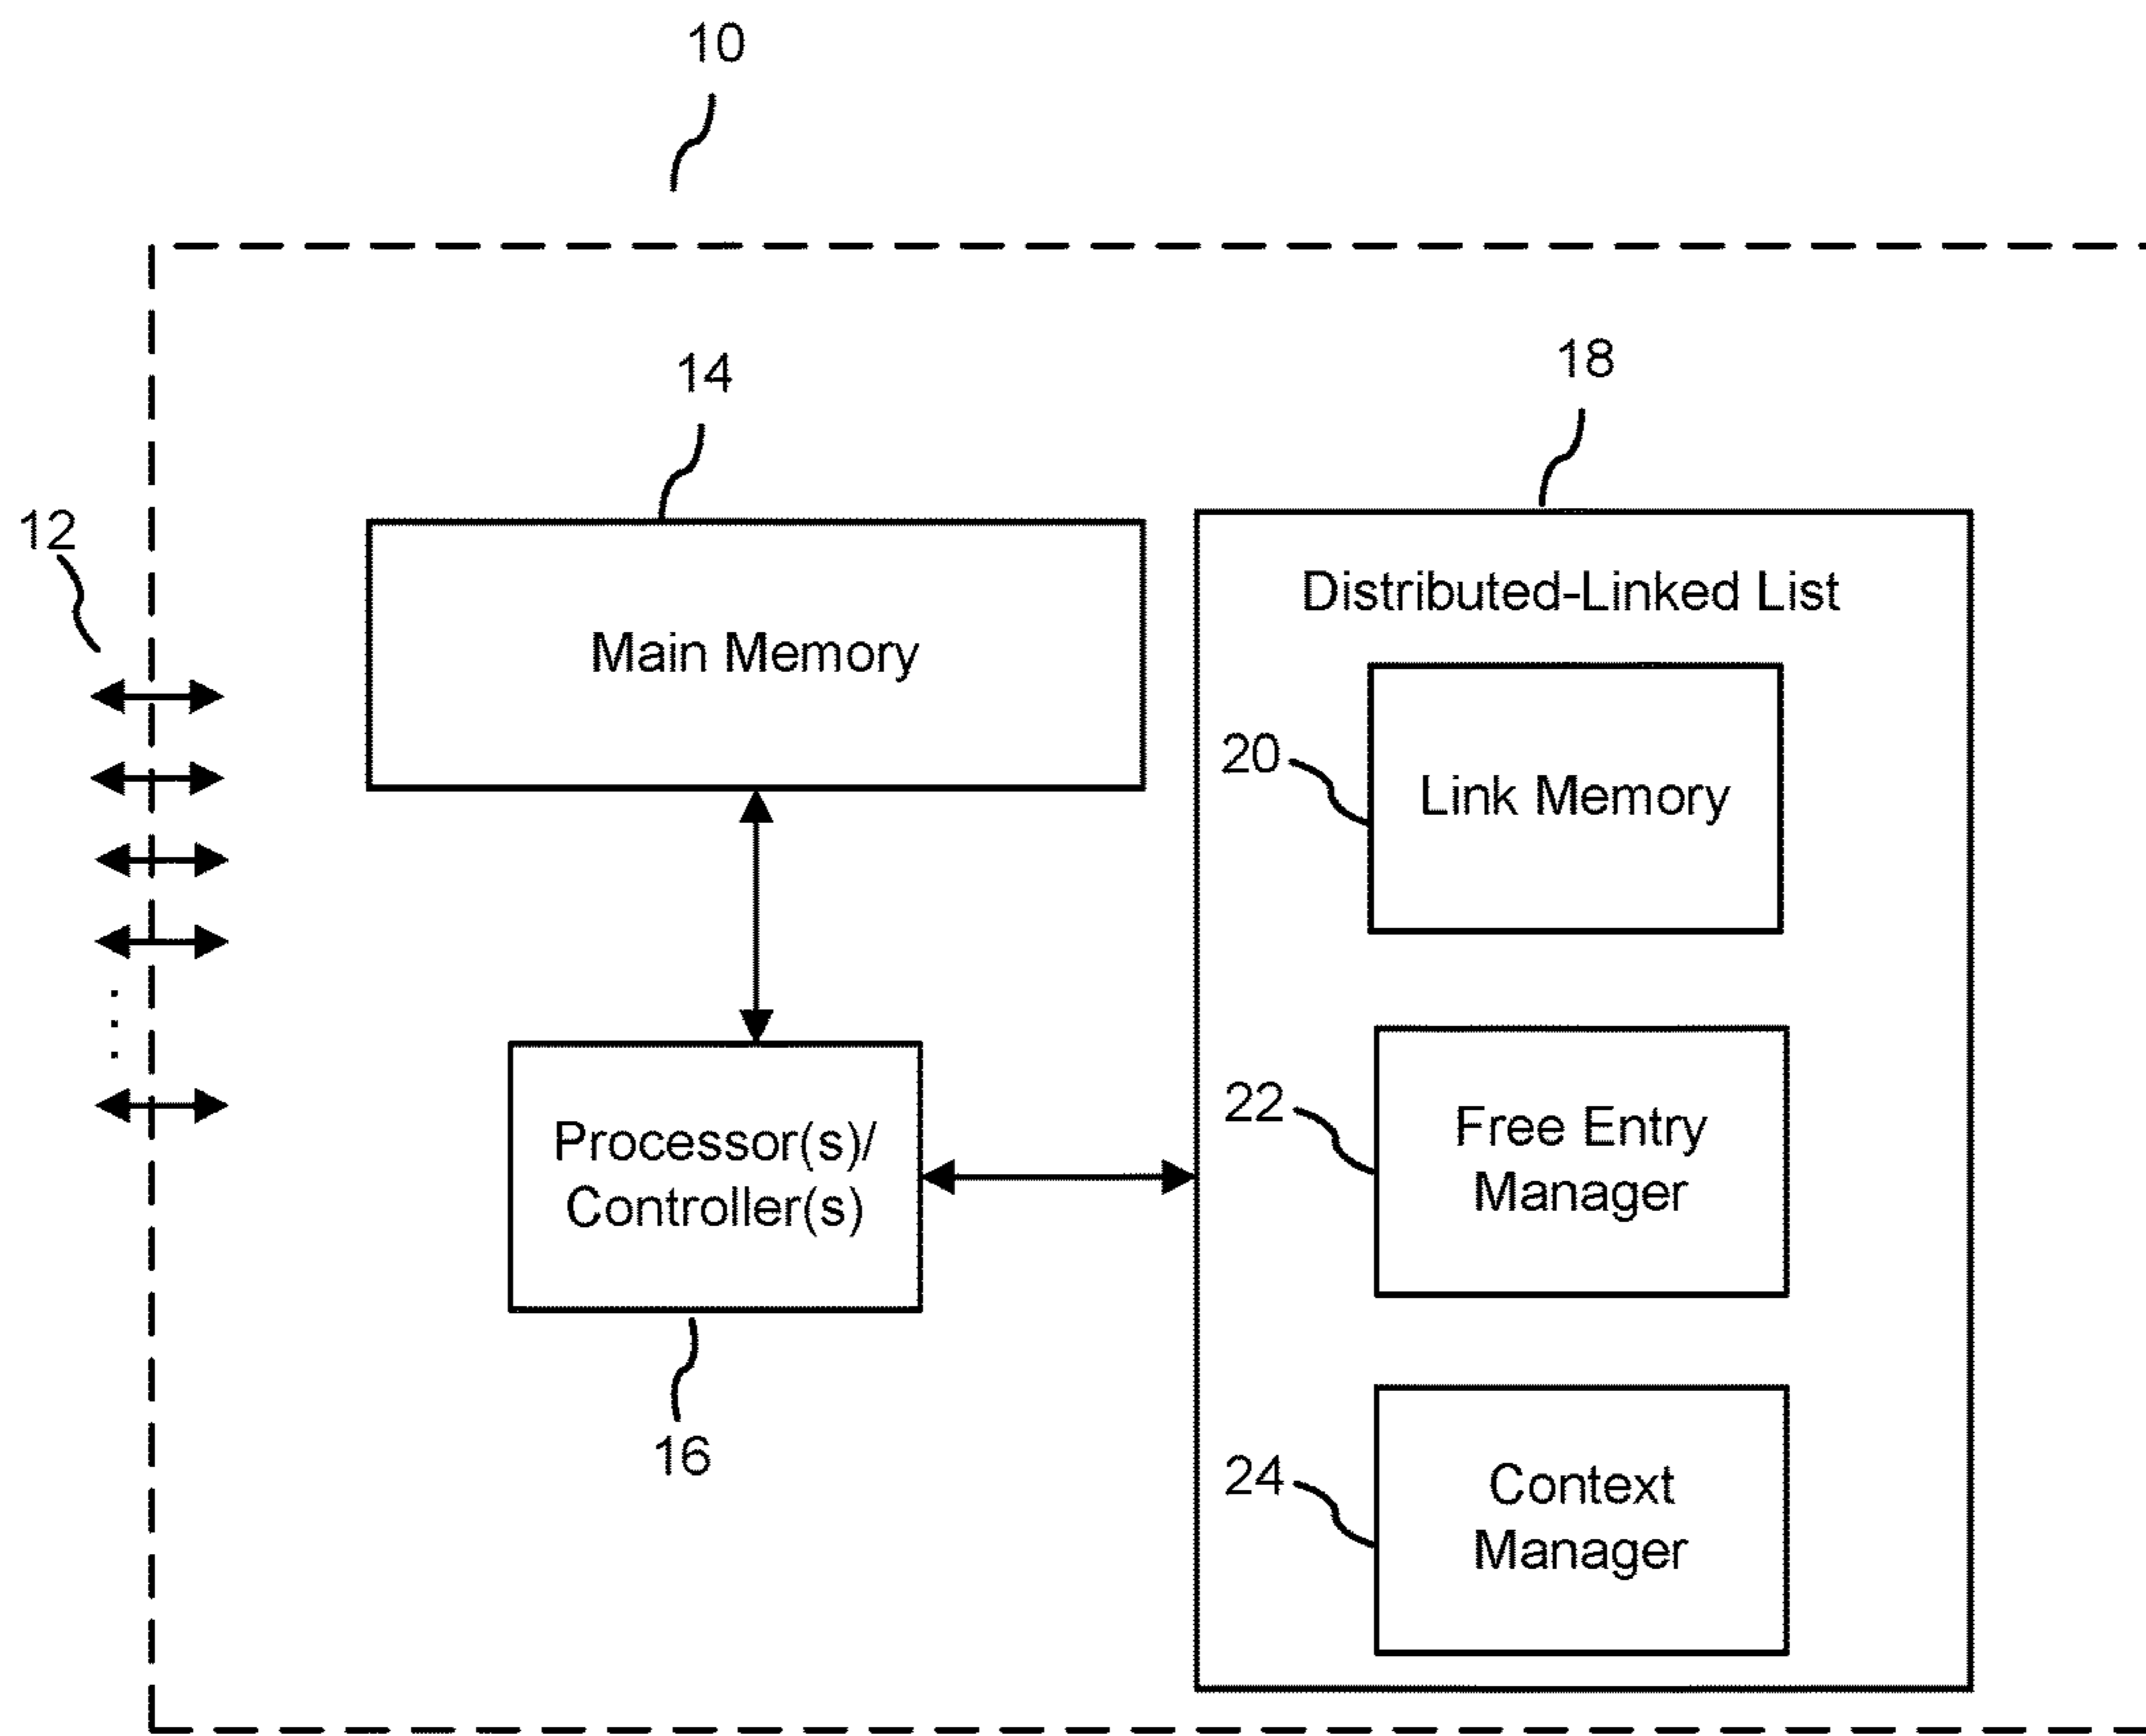 10
14
18
12
Distributed-Linked List
Main Memory
20
Link Memory
22
Free Entry
Manager
Processor(s)/
Controller(s)
16
24
Context
Manager